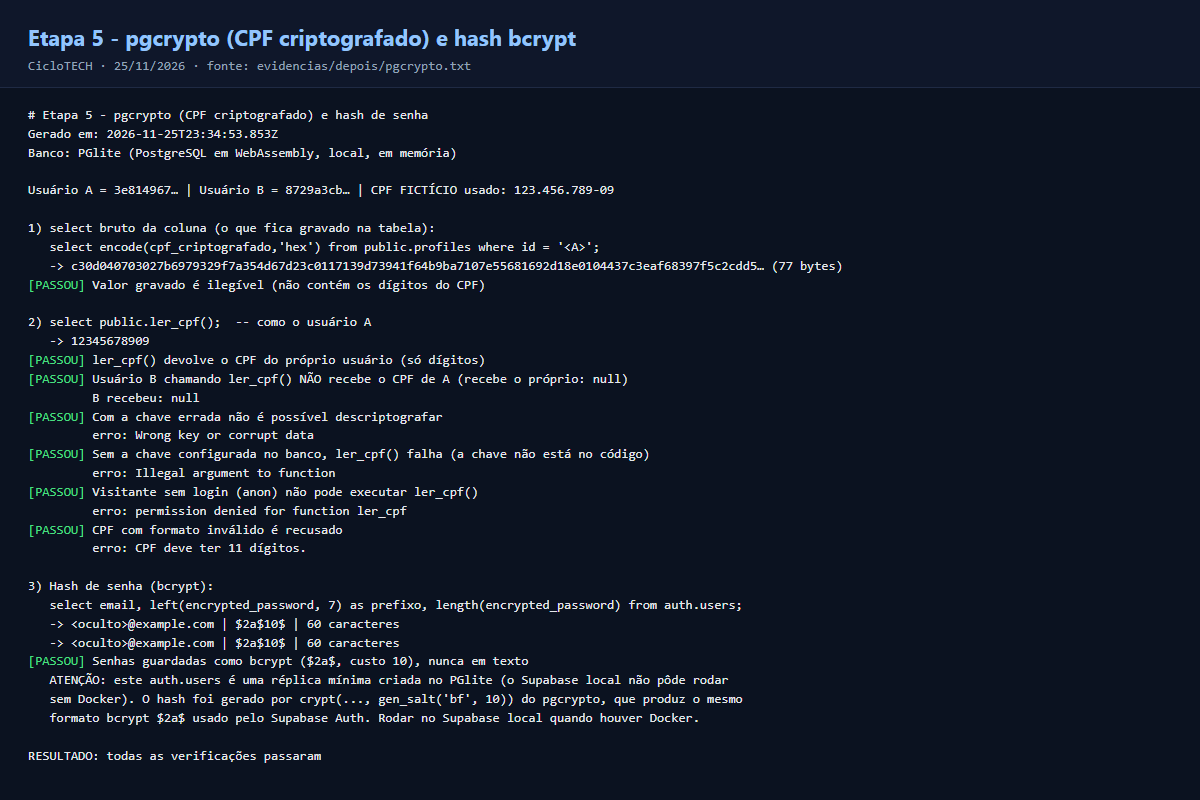 Etapa 5 - pgcrypto (CPF criptografado) e hash bcrypt
CicloTECH · 25/11/2026 · fonte: evidencias/depois/pgcrypto.txt
# Etapa 5 - pgcrypto (CPF criptografado) e hash de senha
Gerado em: 2026-11-25T23:34:53.853Z
Banco: PGlite (PostgreSQL em WebAssembly, local, em memória)
Usuário A = 3e814967… | Usuário B = 8729a3cb… | CPF FICTÍCIO usado: 123.456.789-09
1) select bruto da coluna (o que fica gravado na tabela):
select encode(cpf_criptografado,'hex') from public.profiles where id = '<A>';
-> c30d040703027b6979329f7a354d67d23c0117139d73941f64b9ba7107e55681692d18e0104437c3eaf68397f5c2cdd5… (77 bytes)
[PASSOU] Valor gravado é ilegível (não contém os dígitos do CPF)
2) select public.ler_cpf();  -- como o usuário A
-> 12345678909
[PASSOU] ler_cpf() devolve o CPF do próprio usuário (só dígitos)
[PASSOU] Usuário B chamando ler_cpf() NÃO recebe o CPF de A (recebe o próprio: null)
B recebeu: null
[PASSOU] Com a chave errada não é possível descriptografar
erro: Wrong key or corrupt data
[PASSOU] Sem a chave configurada no banco, ler_cpf() falha (a chave não está no código)
erro: Illegal argument to function
[PASSOU] Visitante sem login (anon) não pode executar ler_cpf()
erro: permission denied for function ler_cpf
[PASSOU] CPF com formato inválido é recusado
erro: CPF deve ter 11 dígitos.
3) Hash de senha (bcrypt):
select email, left(encrypted_password, 7) as prefixo, length(encrypted_password) from auth.users;
-> <oculto>@example.com | $2a$10$ | 60 caracteres
-> <oculto>@example.com | $2a$10$ | 60 caracteres
[PASSOU] Senhas guardadas como bcrypt ($2a$, custo 10), nunca em texto
ATENÇÃO: este auth.users é uma réplica mínima criada no PGlite (o Supabase local não pôde rodar
sem Docker). O hash foi gerado por crypt(..., gen_salt('bf', 10)) do pgcrypto, que produz o mesmo
formato bcrypt $2a$ usado pelo Supabase Auth. Rodar no Supabase local quando houver Docker.
RESULTADO: todas as verificações passaram